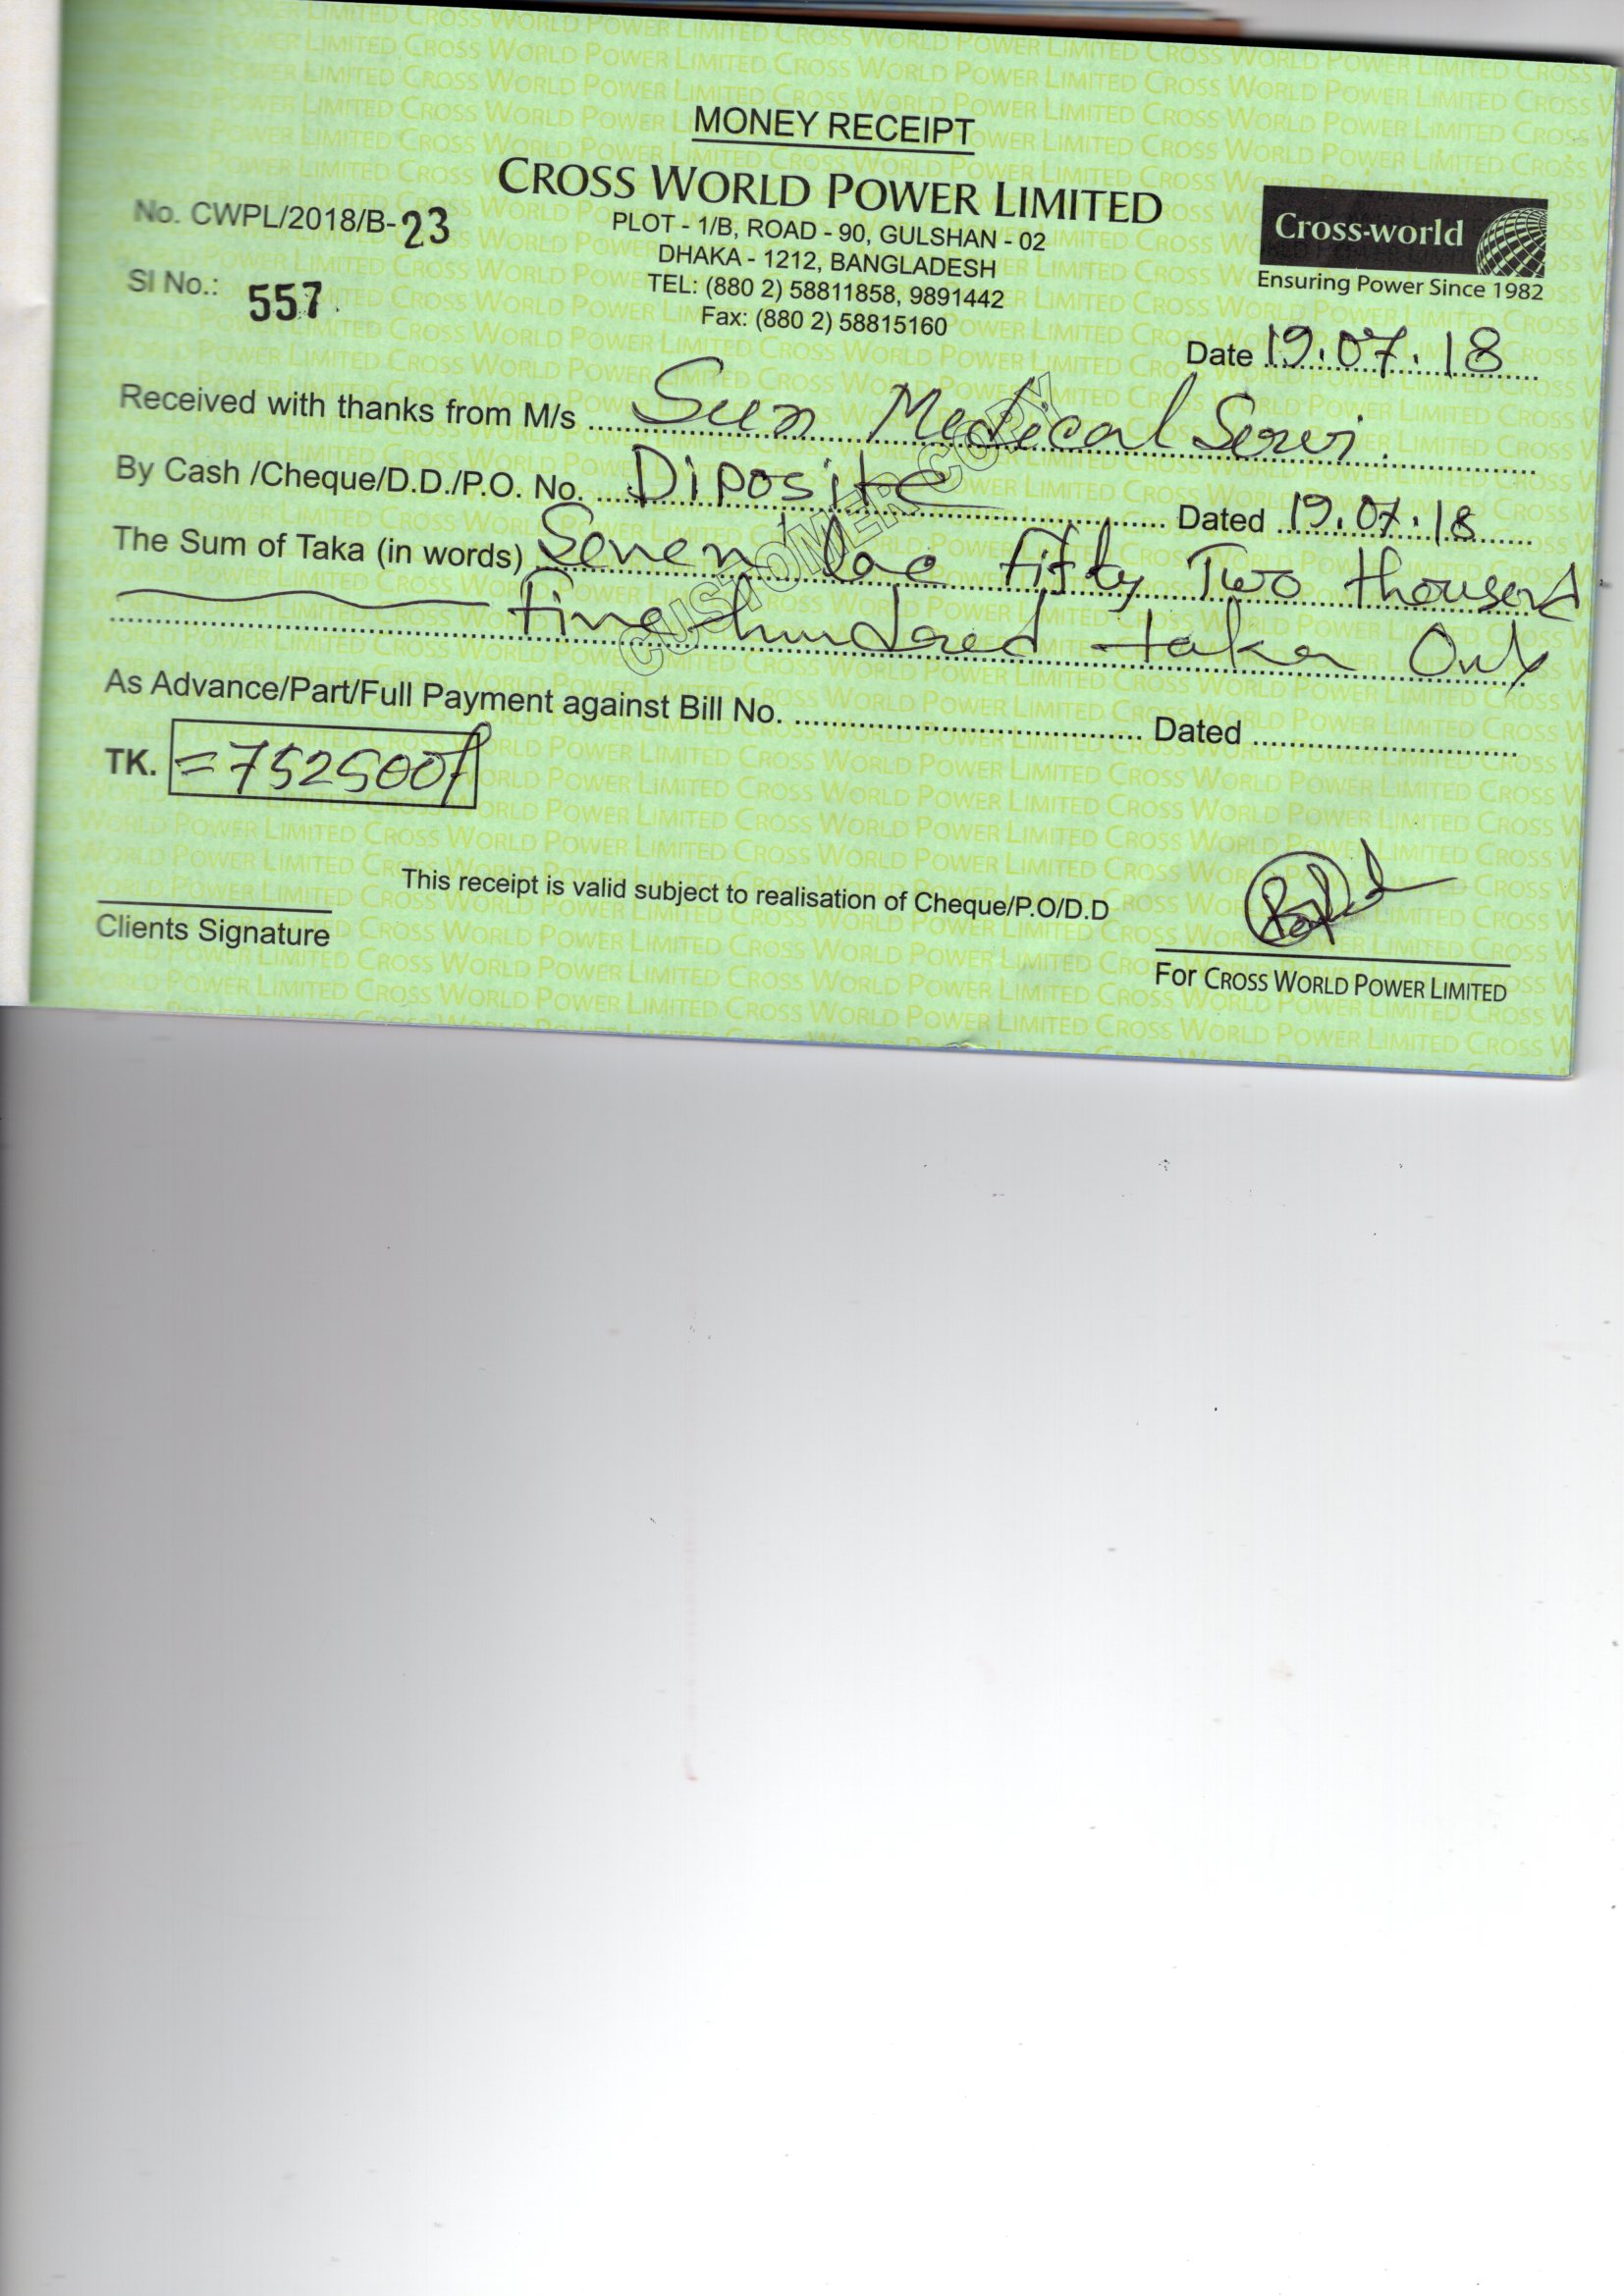 MONEY RECEIPT
CROSS WORLD POWER LIMITED
No. CWPL/2018/B-23
PLOT - 1/B, ROAD - 90, GULSHAN - 02
DHAKA - 1212, BANGLADESH
TEL: (880 2) 58811858, 9891442
Fax: (880 2) 58815160
Cross-world
Ensuring Power Since 1982
Sl No.: 557
Date 19.07.18
Received with thanks from M/s Sun Medical Servi.
By Cash /Cheque/D.D./P.O. No. Diposite Dated 19.07.18
The Sum of Taka (in words) Seven lac fifty Two thousand
five hundred taka Only
CUSTOMER COPY
As Advance/Part/Full Payment against Bill No. Dated
TK. =752500/
This receipt is valid subject to realisation of Cheque/P.O/D.D
Clients Signature
For CROSS WORLD POWER LIMITED